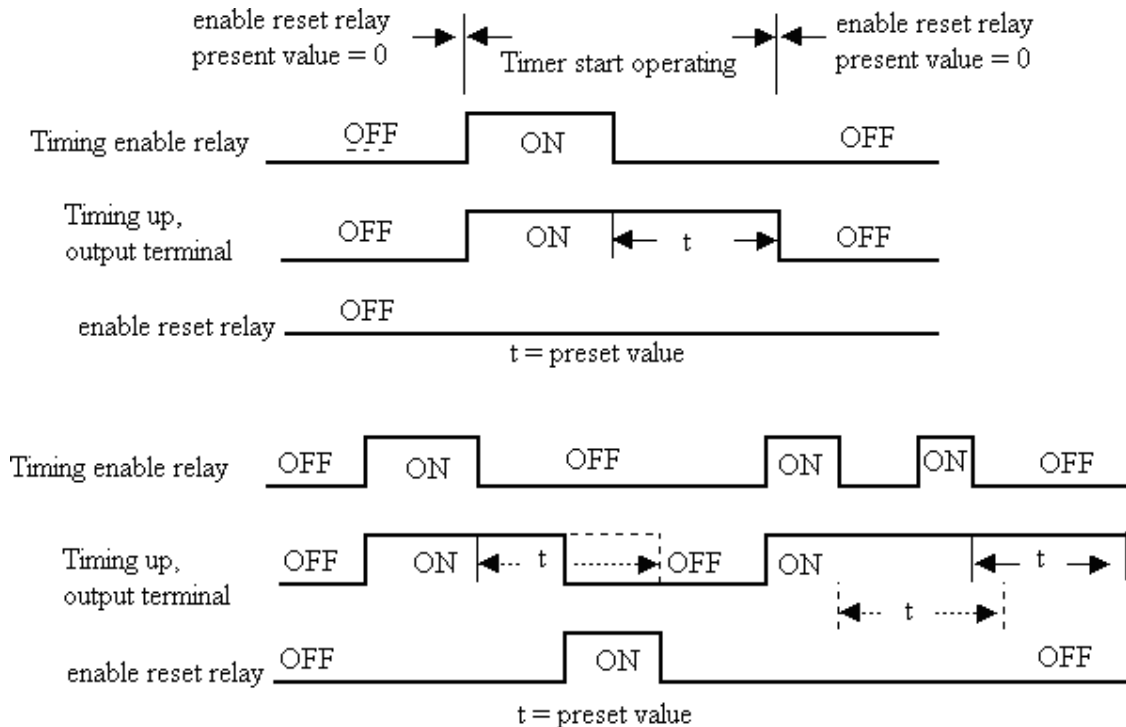 enable reset relay
present value = 0
Timer start operating
enable reset relay
present value = 0
Timing enable relay
OFF
ON
OFF
Timing up,
output terminal
OFF
ON
t
OFF
enable reset relay
OFF
t = preset value
Timing enable relay
OFF
ON
OFF
ON
ON
OFF
Timing up,
output terminal
OFF
ON
t
OFF
ON
t
t
enable reset relay
OFF
ON
OFF
t = preset value